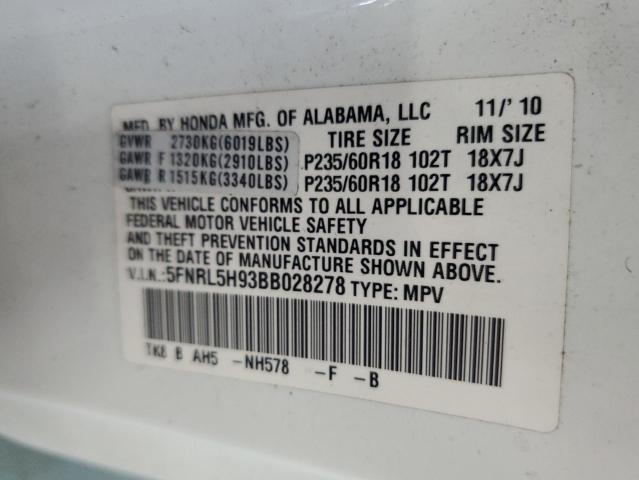 MFD. BY HONDA MFG. OF ALABAMA, LLC 11/' 10
GVWR 2730KG(6019LBS) TIRE SIZE RIM SIZE
GAWR F 1320KG(2910LBS) P235/60R18 102T 18X7J
GAWR R 1515KG(3340LBS) P235/60R18 102T 18X7J
THIS VEHICLE CONFORMS TO ALL APPLICABLE
FEDERAL MOTOR VEHICLE SAFETY
AND THEFT PREVENTION STANDARDS IN EFFECT
ON THE DATE OF MANUFACTURE SHOWN ABOVE.
V.I.N.:5FNRL5H93BB028278 TYPE: MPV
TK8 B AH5 -NH578 -F -B